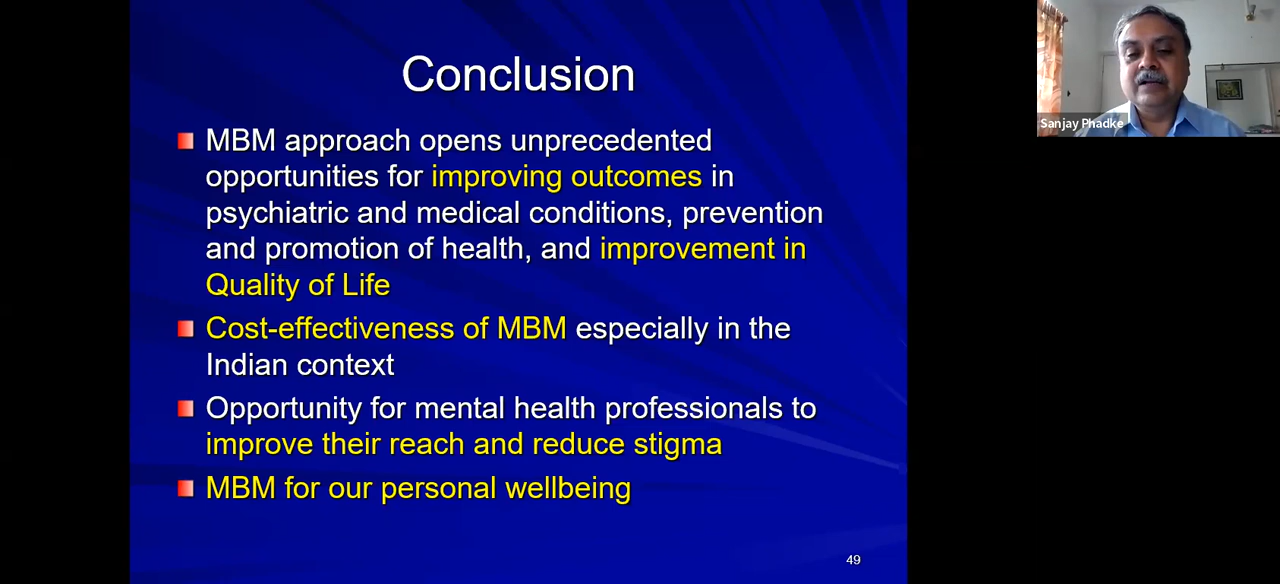 Conclusion
MBM approach opens unprecedented
opportunities for improving outcomes in
psychiatric and medical conditions, prevention
and promotion of health, and improvement in
Quality of Life
Cost-effectiveness of MBM especially in the
Indian context
Opportunity for mental health professionals to
improve their reach and reduce stigma
MBM for our personal wellbeing
49
Sanjay Phadke